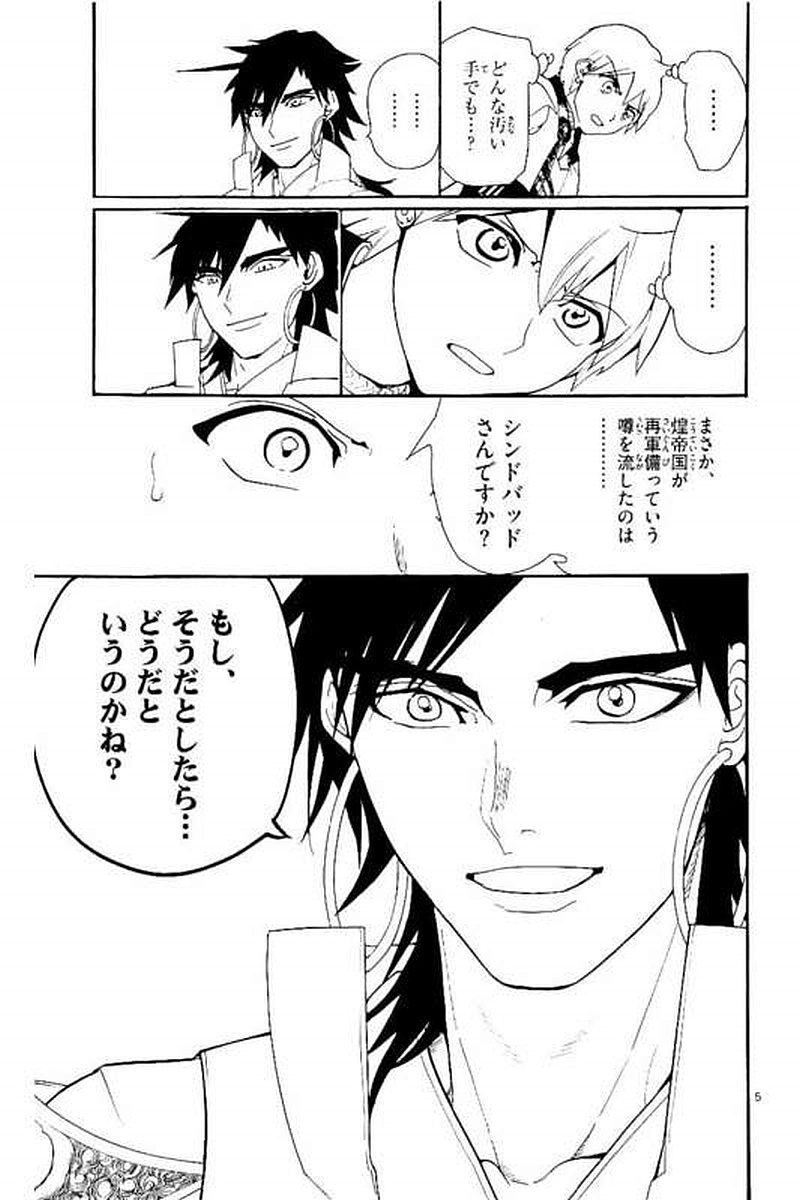 ………
どんな汚い
手でも…?
………
………
まさか、
煌帝国が
再軍備っていう
噂を流したのは
…………
シンドバッド
さんですか?
もし、
そうだとしたら…
どうだと
いうのかね?
5